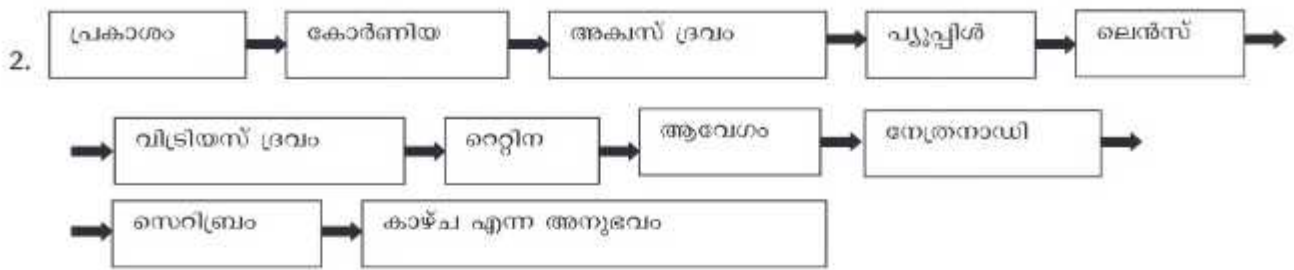 2. പ്രകാശം കോർണിയ അക്വസ് ദ്രവം പ്യൂപ്പിൾ ലെൻസ്
വിട്രിയസ് ദ്രവം റെറ്റിന ആവേഗം നേത്രനാഡി
സെറിബ്രം കാഴ്ച എന്ന അനുഭവം